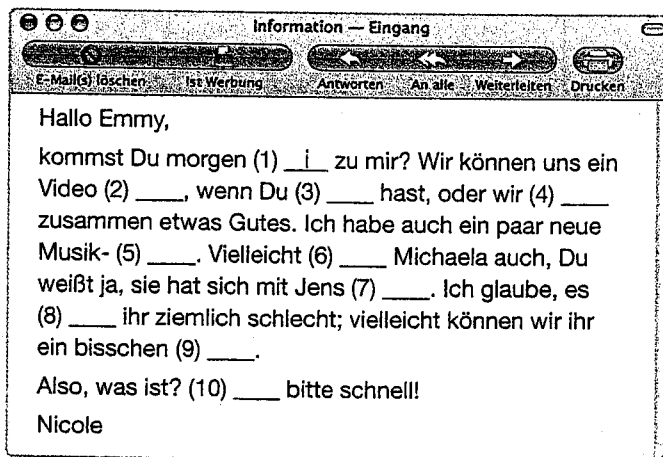 Information — Eingang
E-Mail(s) löschen Ist Werbung Antworten An alle Weiterleiten Drucken
Hallo Emmy,
kommst Du morgen (1) i zu mir? Wir können uns ein
Video (2) ____, wenn Du (3) ____ hast, oder wir (4) ____
zusammen etwas Gutes. Ich habe auch ein paar neue
Musik- (5) ____. Vielleicht (6) ____ Michaela auch, Du
weißt ja, sie hat sich mit Jens (7) ____. Ich glaube, es
(8) ____ ihr ziemlich schlecht; vielleicht können wir ihr
ein bisschen (9) ____.
Also, was ist? (10) ____ bitte schnell!
Nicole